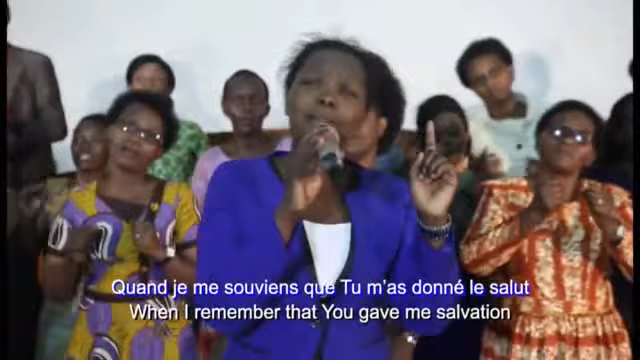 Quand je me souviens que Tu m'as donné le salut
When I remember that You gave me salvation